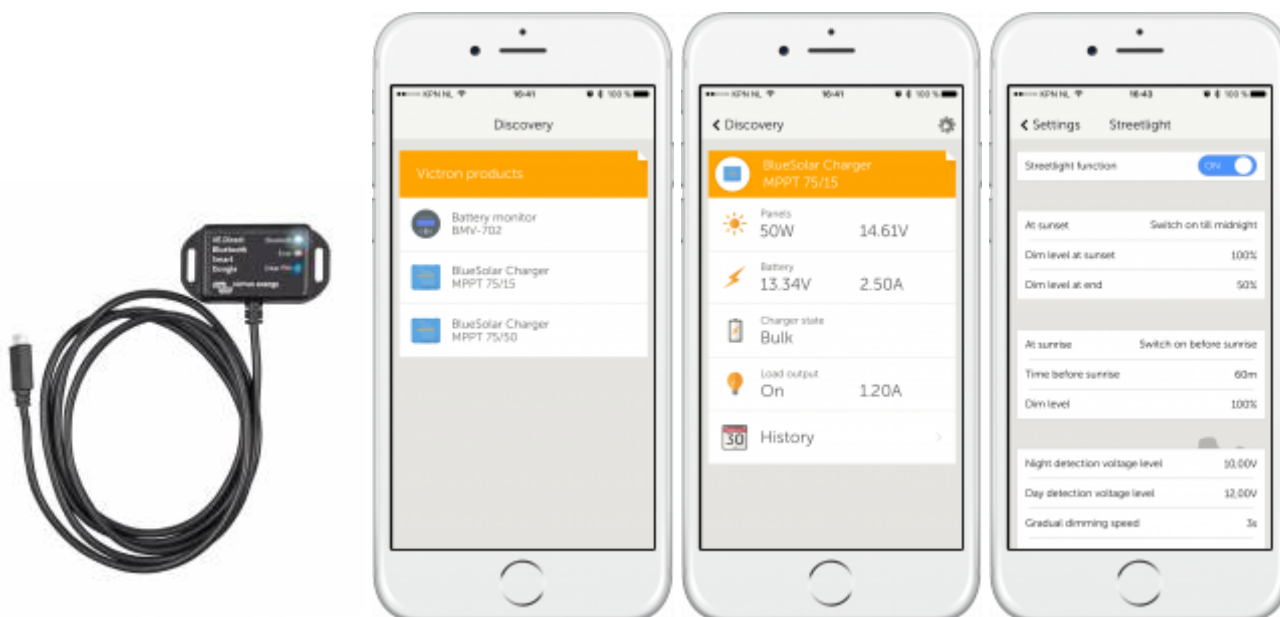 VE.Direct
Bluetooth
Smart
Dongle
victron energy
KPN NL 16:41 100 %
Discovery
Victron products
Battery monitor
BMV-702
BlueSolar Charger
MPPT 75/15
BlueSolar Charger
MPPT 75/50
KPN NL 16:41 100 %
Discovery
BlueSolar Charger
MPPT 75/15
Panels
50W 14.61V
Battery
13.34V 2.50A
Charger state
Bulk
Load output
On 1.20A
30 History
KPN NL 16:43 100 %
Settings Streetlight
Streetlight function ON
At sunset Switch on till midnight
Dim level at sunset 100%
Dim level at end 50%
At sunrise Switch on before sunrise
Time before sunrise 60m
Dim level 100%
Night detection voltage level 10,00V
Day detection voltage level 12,00V
Gradual dimming speed 3s